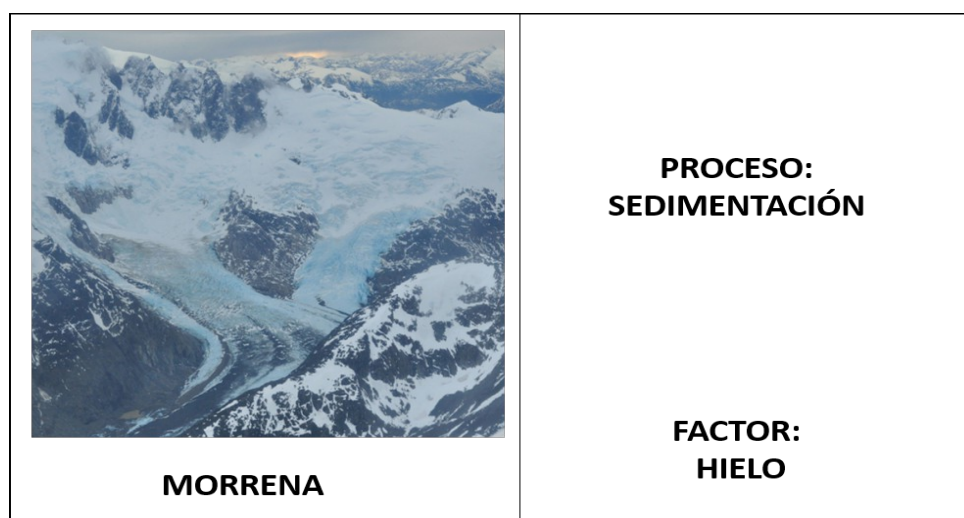 MORRENA
PROCESO:
SEDIMENTACIÓN
FACTOR:
HIELO